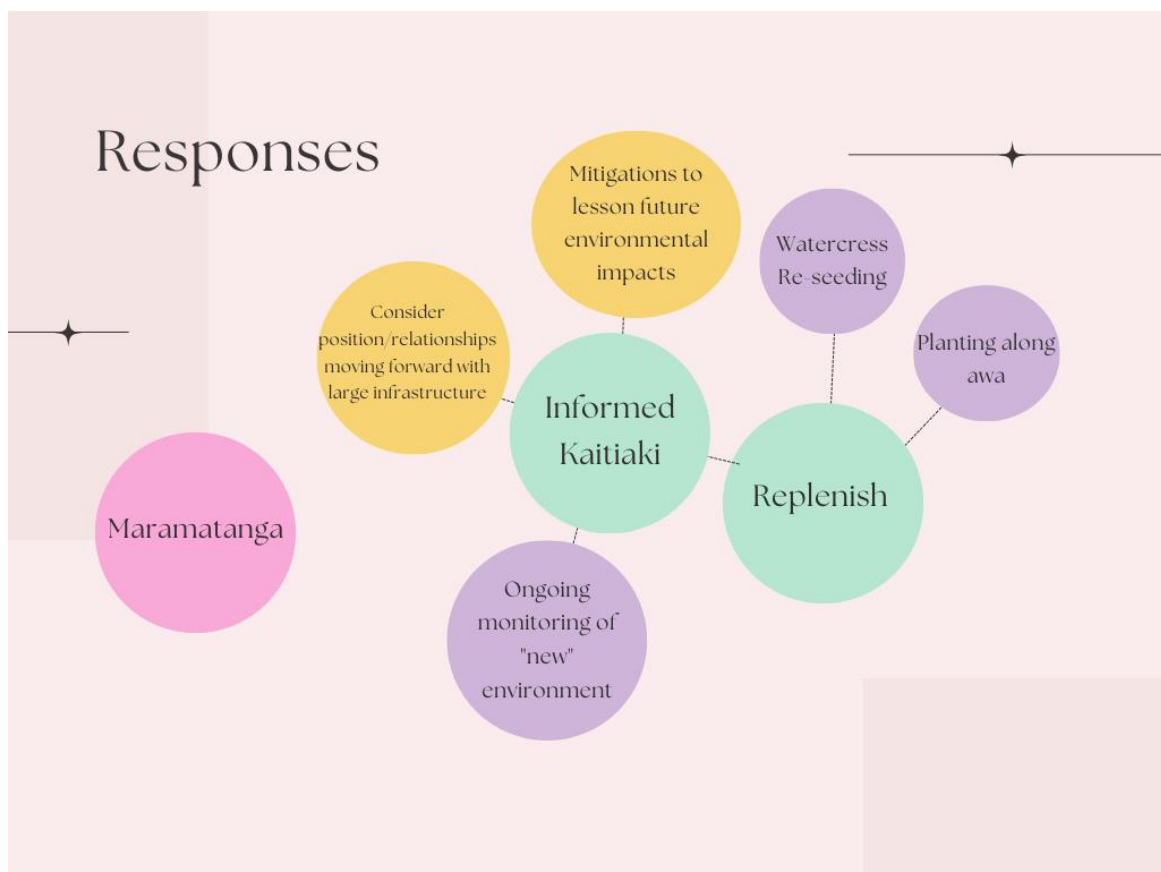 Responses
Mitigations to
lesson future
environmental
impacts
Watercress
Re-seeding
Consider
position/relationships
moving forward with
large infrastructure
Planting along
awa
Informed
Kaitiaki
Replenish
Maramatanga
Ongoing
monitoring of
"new"
environment